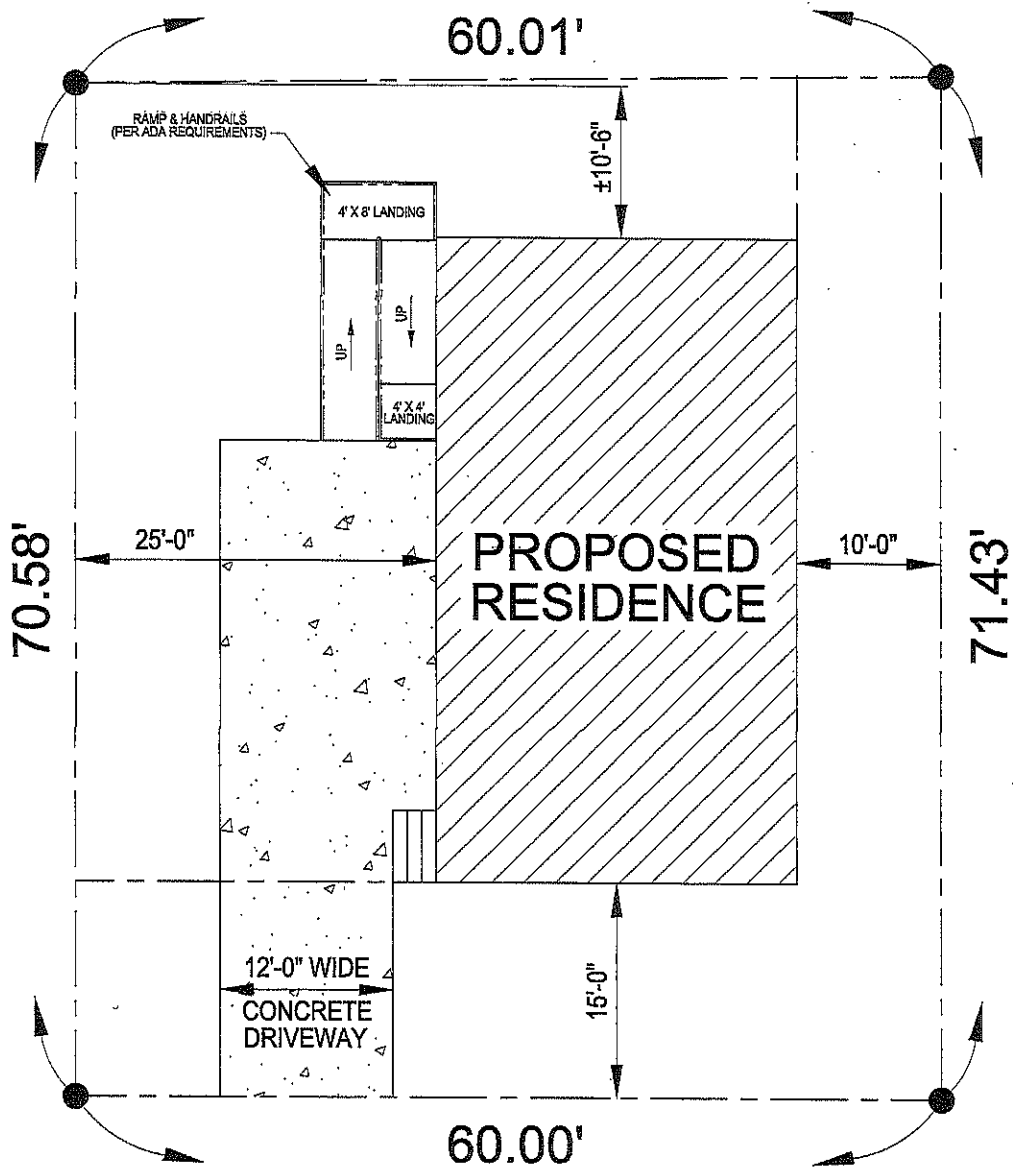 60.01'
RAMP & HANDRAILS
(PER ADA REQUIREMENTS)
±10'-6"
4' X 8' LANDING
UP
UP
4' X 4'
LANDING
70.58'
25'-0"
PROPOSED
RESIDENCE
10'-0"
71.43'
12'-0" WIDE
CONCRETE
DRIVEWAY
15'-0"
60.00'